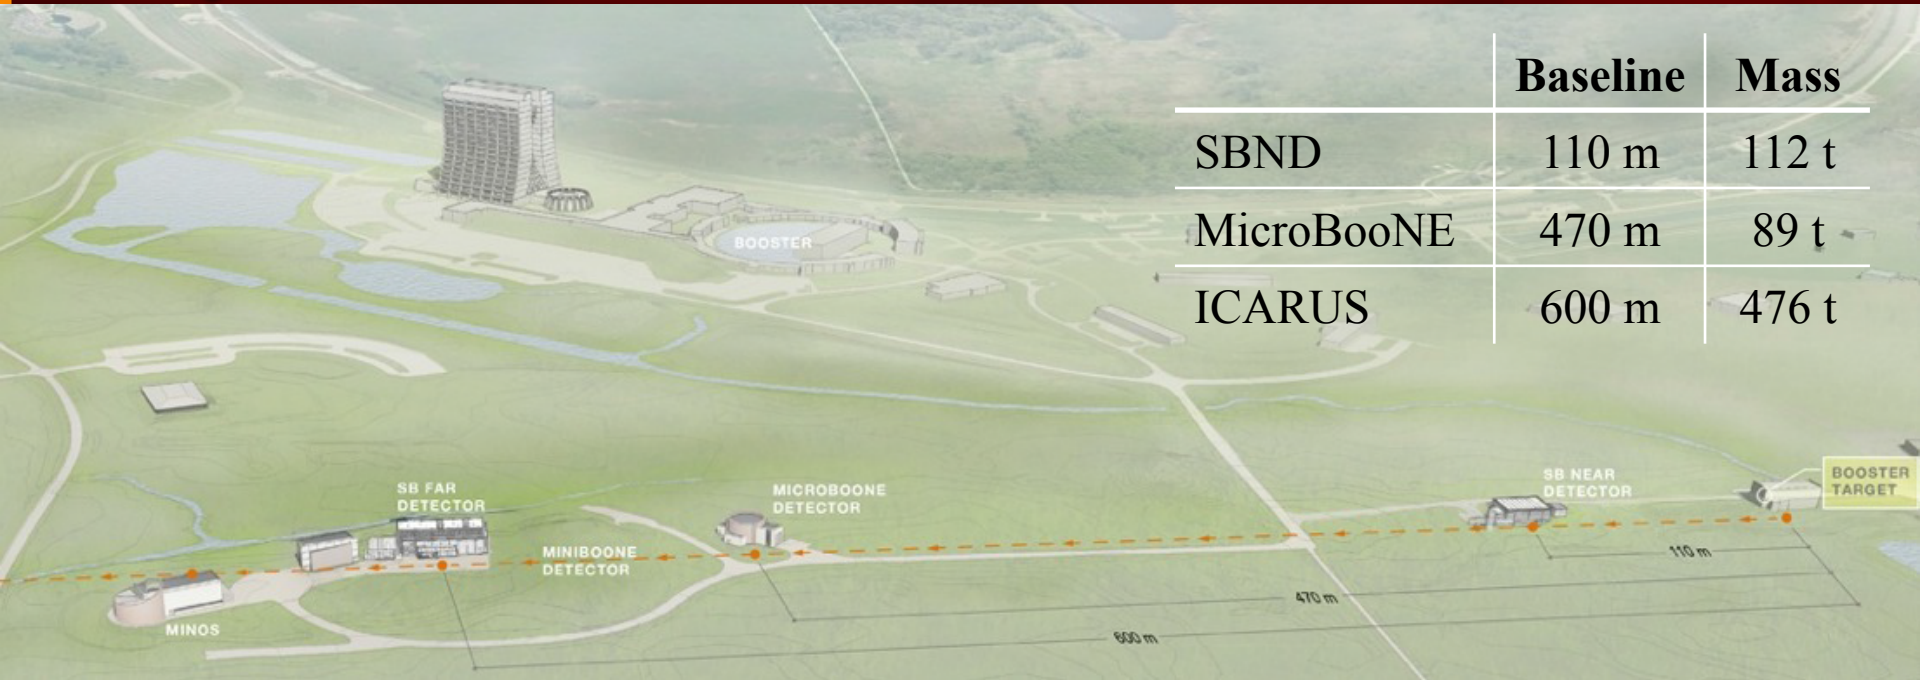 Baseline Mass
SBND 110 m 112 t
MicroBooNE 470 m 89 t
ICARUS 600 m 476 t
BOOSTER
SB FAR
DETECTOR
MICROBOONE
DETECTOR
SB NEAR
DETECTOR
BOOSTER
TARGET
MINIBOONE
DETECTOR
110 m
470 m
600 m
MINOS